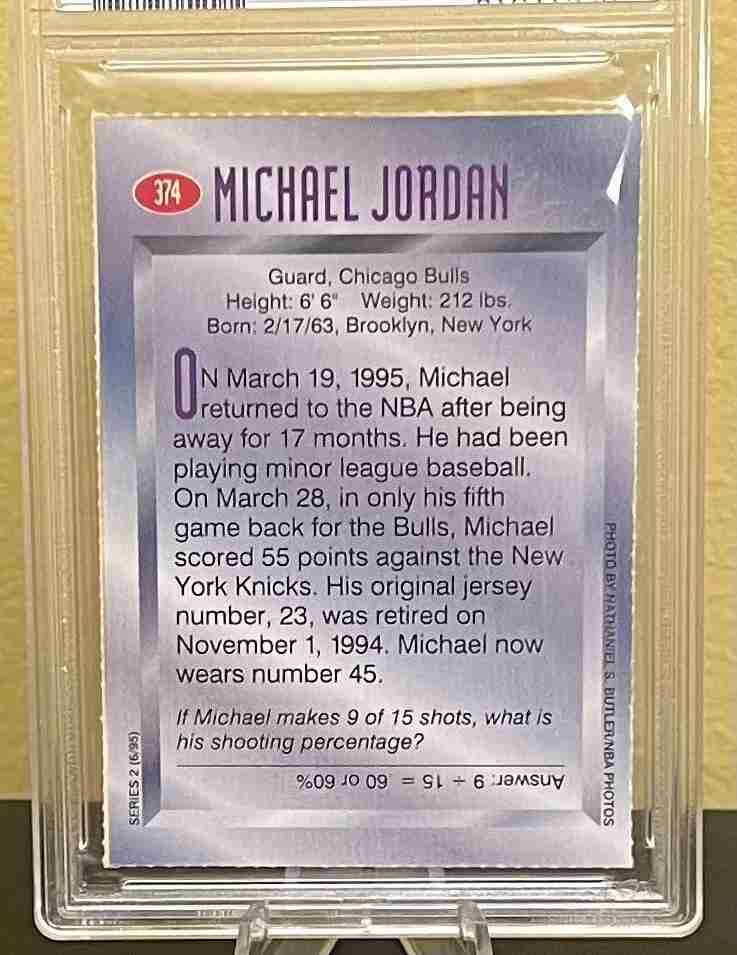 374 MICHAEL JORDAN
Guard, Chicago Bulls
Height: 6' 6" Weight: 212 lbs.
Born: 2/17/63, Brooklyn, New York
ON March 19, 1995, Michael
returned to the NBA after being
away for 17 months. He had been
playing minor league baseball.
On March 28, in only his fifth
game back for the Bulls, Michael
scored 55 points against the New
York Knicks. His original jersey
number, 23, was retired on
November 1, 1994. Michael now
wears number 45.
If Michael makes 9 of 15 shots, what is
his shooting percentage?
Answer: 9 ÷ 15 = 60 or 60%
SERIES 2 (6/95)
PHOTO BY NATHANIEL S. BUTLER/NBA PHOTOS